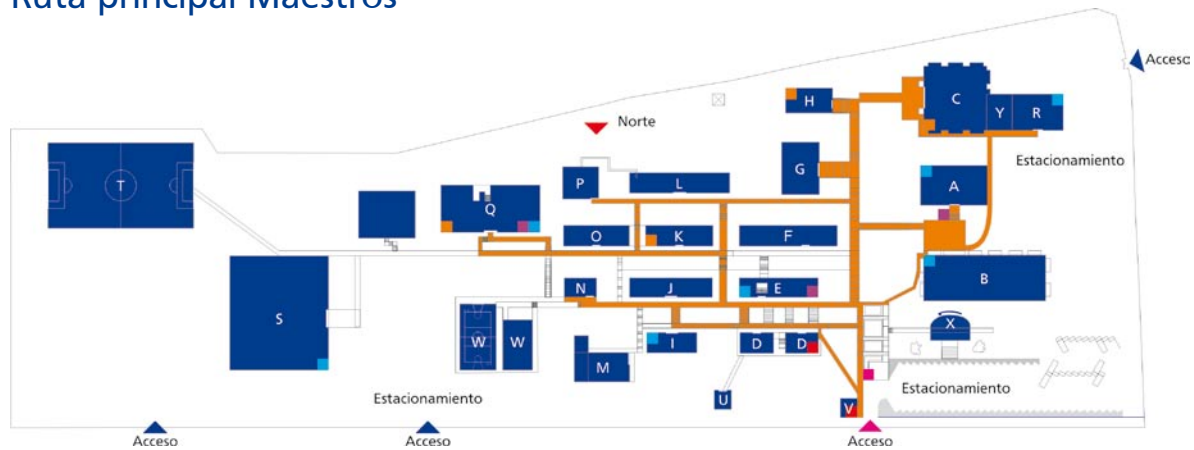 Ruta principal Maestros
Acceso
Norte
H
C
Y
R
Estacionamiento
G
T
P
L
A
Q
O
K
F
B
N
J
E
S
X
W
W
I
D
D
M
Estacionamiento
Estacionamiento
U
V
Acceso
Acceso
Acceso